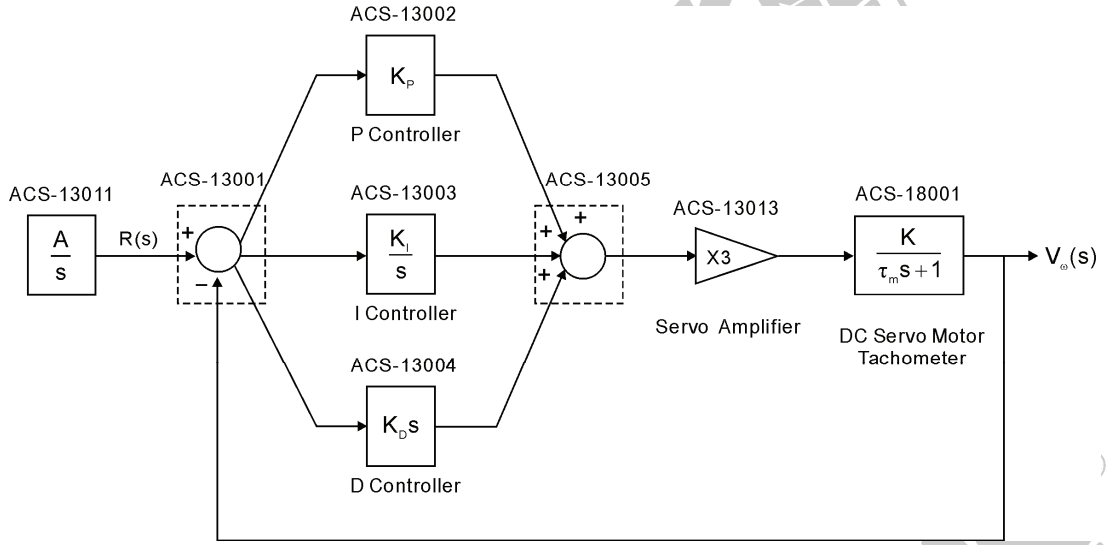 ACS-13002
K_P
P Controller
ACS-13011
A
s
R(s)
ACS-13001
+
−
ACS-13003
K_I
s
I Controller
ACS-13004
K_D s
D Controller
ACS-13005
+
+
+
ACS-13013
X3
Servo Amplifier
ACS-18001
K
τ_m s + 1
DC Servo Motor
Tachometer
V_ω(s)